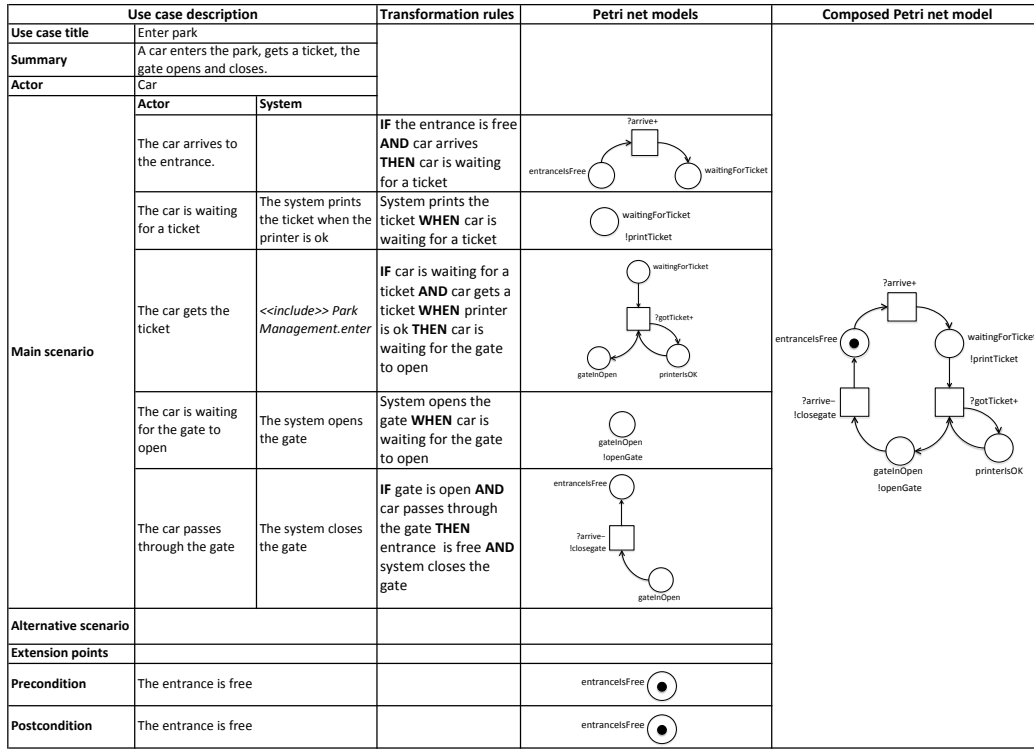 Use case description
Transformation rules
Petri net models
Composed Petri net model
Use case title
Enter park
Summary
A car enters the park, gets a ticket, the
gate opens and closes.
Actor
Car
Main scenario
Actor
System
The car arrives to
the entrance.
IF the entrance is free
AND car arrives
THEN car is waiting
for a ticket
?arrive+
entranceIsFree
waitingForTicket
The car is waiting
for a ticket
The system prints
the ticket when the
printer is ok
System prints the
ticket WHEN car is
waiting for a ticket
waitingForTicket
!printTicket
The car gets the
ticket
<<include>> Park
Management.enter
IF car is waiting for a
ticket AND car gets a
ticket WHEN printer
is ok THEN car is
waiting for the gate
to open
waitingForTicket
?gotTicket+
gateInOpen
printerIsOK
The car is waiting
for the gate to
open
The system opens
the gate
System opens the
gate WHEN car is
waiting for the gate
to open
gateInOpen
!openGate
The car passes
through the gate
The system closes
the gate
IF gate is open AND
car passes through
the gate THEN
entrance is free AND
system closes the
gate
entranceIsFree
?arrive–
!closegate
gateInOpen
?arrive+
entranceIsFree
waitingForTicket
!printTicket
?arrive–
!closegate
?gotTicket+
gateInOpen
!openGate
printerIsOK
Alternative scenario
Extension points
Precondition
The entrance is free
entranceIsFree
Postcondition
The entrance is free
entranceIsFree